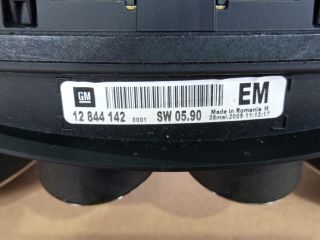 GM
EM
12 844 142 0001 SW 05.90
Made in Romania H
26mai.2009 11:12:17